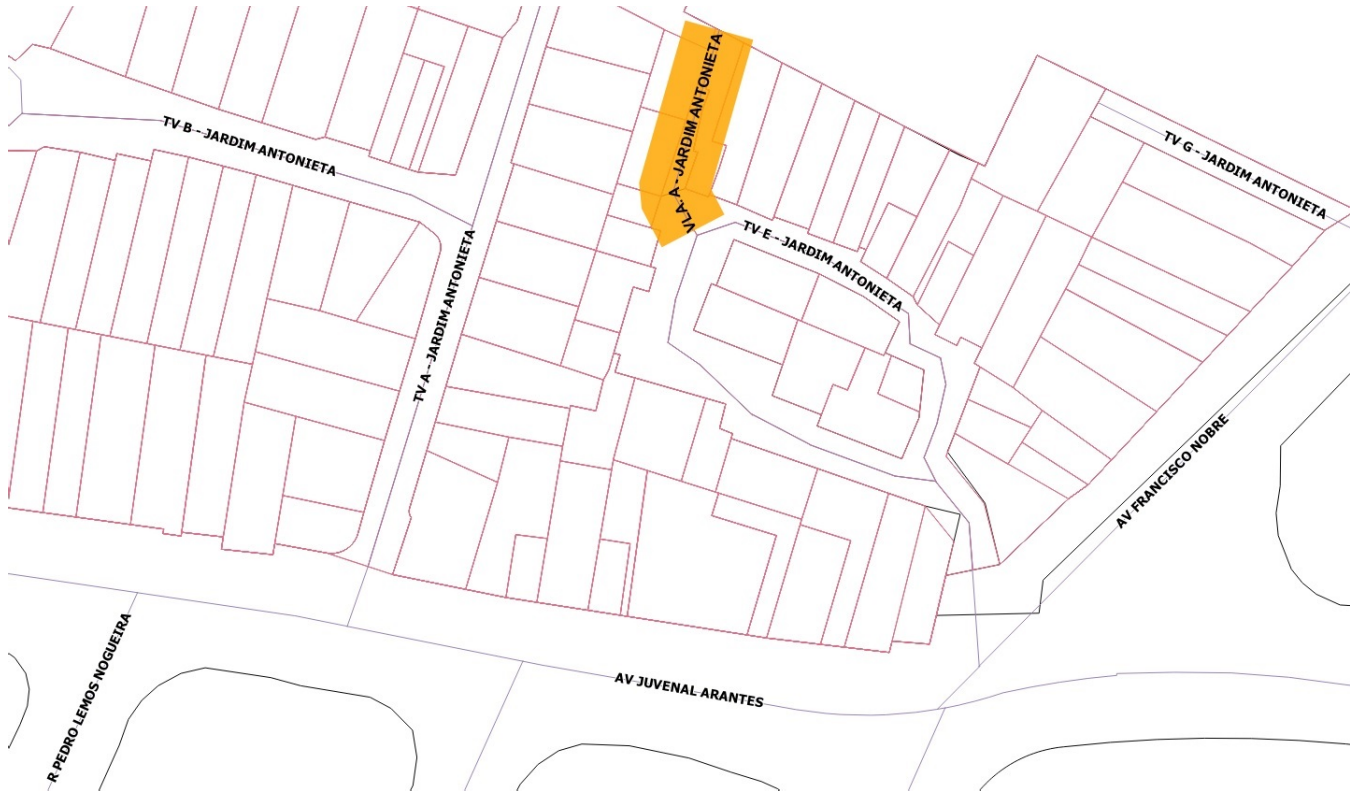 VLA. A - JARDIM ANTONIETA
TV B - JARDIM ANTONIETA
TV G - JARDIM ANTONIETA
TV E - JARDIM ANTONIETA
TV A - JARDIM ANTONIETA
AV FRANCISCO NOBRE
R PEDRO LEMOS NOGUEIRA
AV JUVENAL ARANTES